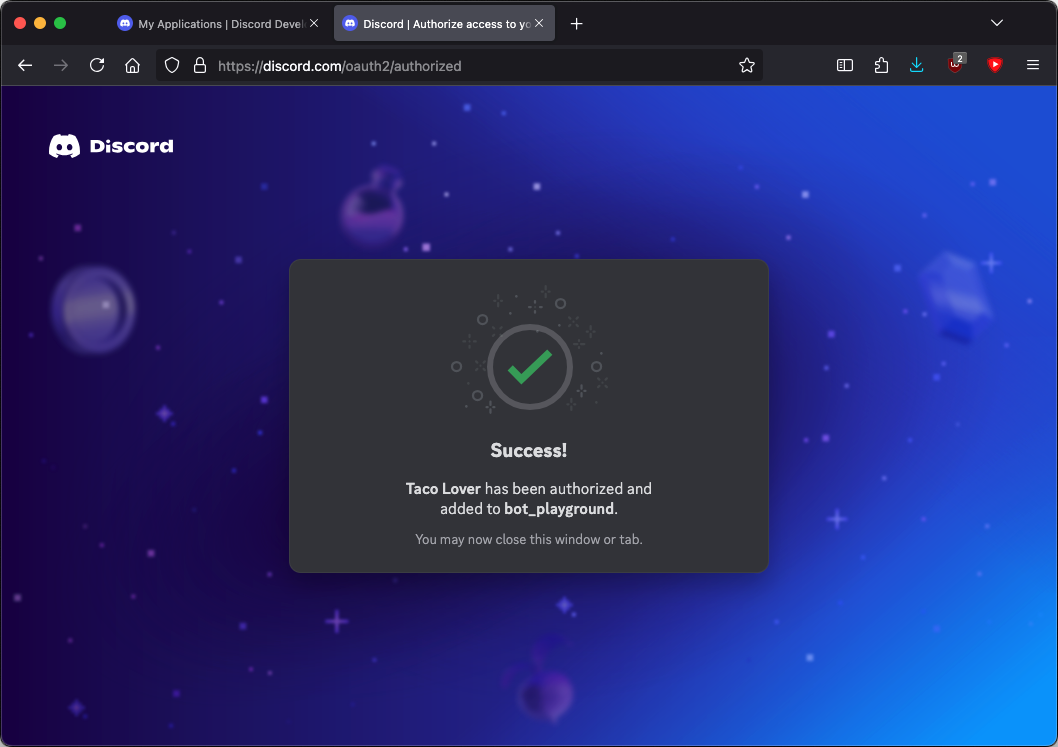 My Applications | Discord Devel
Discord | Authorize access to yo
https://discord.com/oauth2/authorized
2
Discord
Success!
Taco Lover has been authorized and
added to bot_playground.
You may now close this window or tab.